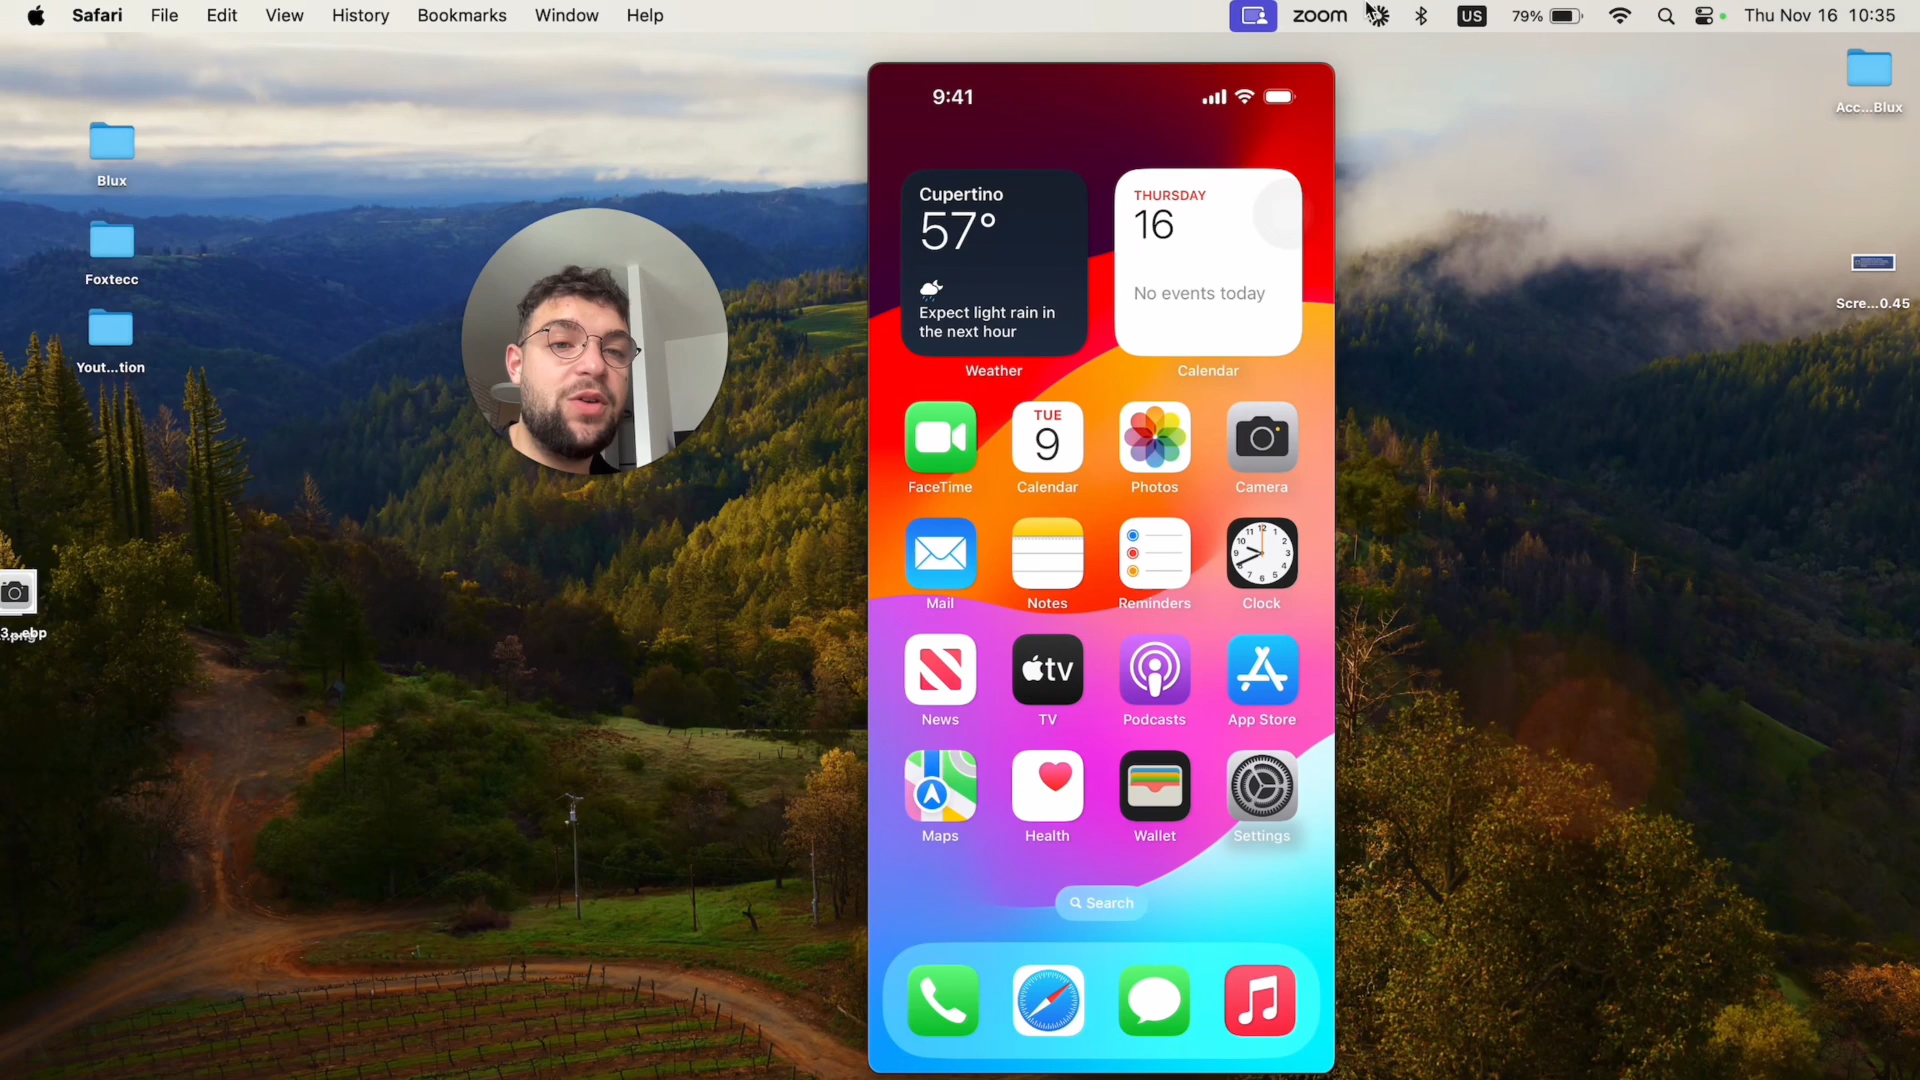 Safari File Edit View History Bookmarks Window Help zoom US 79% Thu Nov 16 10:35
Blux
Foxtecc
Yout...tion
Acc...Blux
Scre...0.45
9:41
Cupertino
57°
Expect light rain in
the next hour
Weather
THURSDAY
16
No events today
Calendar
TUE
9
FaceTime Calendar Photos Camera
Mail Notes Reminders Clock
tv
News TV Podcasts App Store
Maps Health Wallet Settings
Search